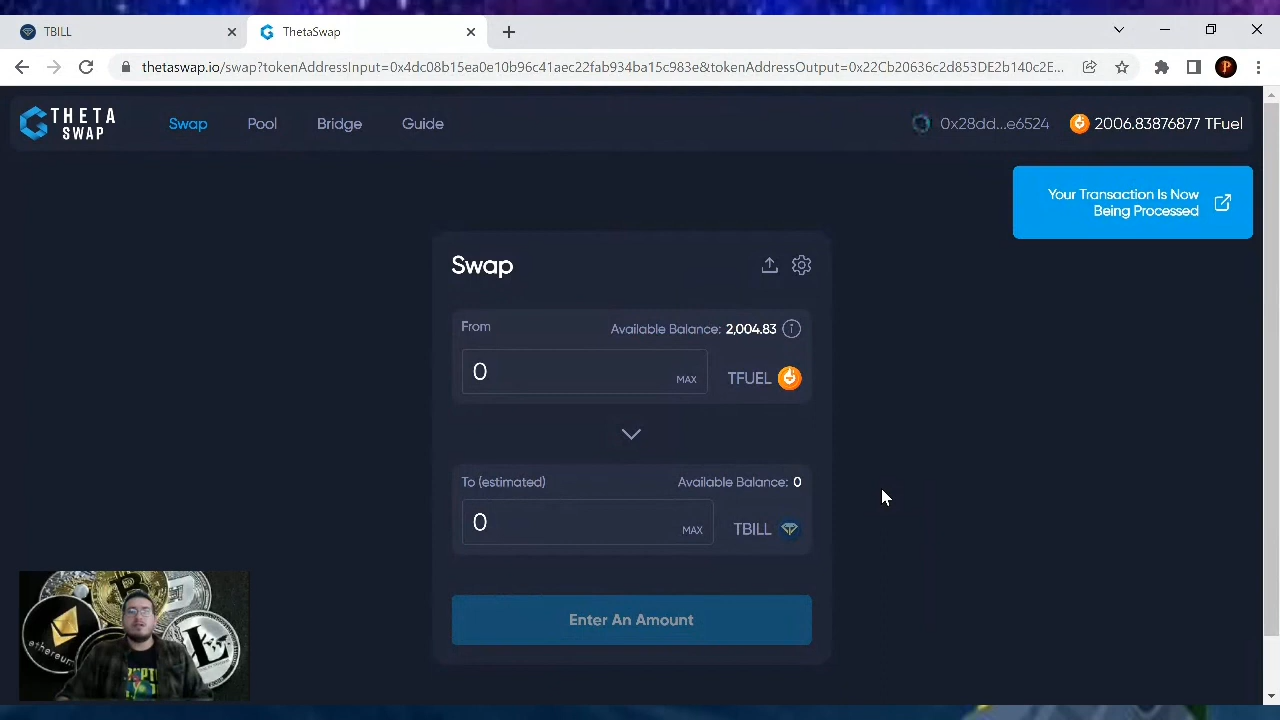 TBILL
ThetaSwap
thetaswap.io/swap?tokenAddressInput=0x4dc08b15ea0e10b96c41aec22fab934ba15c983e&tokenAddressOutput=0x22Cb20636c2d853DE2b140c2E...
THETA
SWAP
Swap
Pool
Bridge
Guide
0x28dd...e6524
2006.83876877 TFuel
Your Transaction Is Now
Being Processed
Swap
From
Available Balance: 2,004.83
0
MAX
TFUEL
To (estimated)
Available Balance: 0
0
MAX
TBILL
Enter An Amount
ethereum